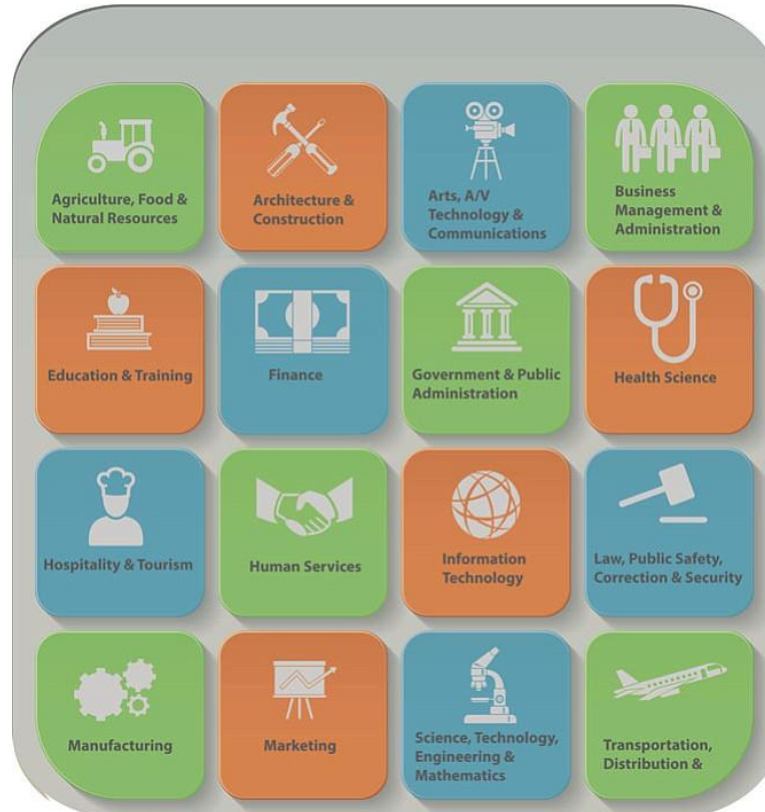 Agriculture, Food &
Natural Resources
Architecture &
Construction
Arts, A/V
Technology &
Communications
Business
Management &
Administration
Education & Training
Finance
Government & Public
Administration
Health Science
Hospitality & Tourism
Human Services
Information
Technology
Law, Public Safety,
Correction & Security
Manufacturing
Marketing
Science, Technology,
Engineering &
Mathematics
Transportation,
Distribution &